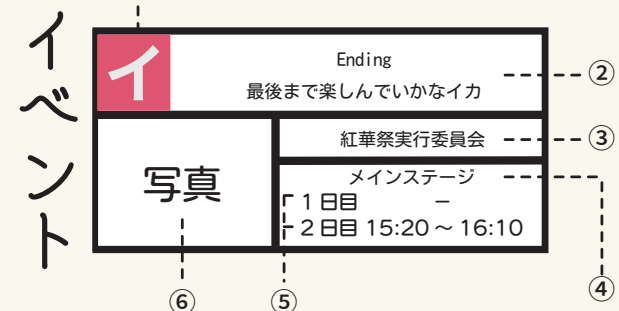 イベント
イ
Ending
最後まで楽しんでいかなイカ
②
紅華祭実行委員会
③
写真
メインステージ
1日目 −
2日目 15:20 ~ 16:10
④
⑥
⑤